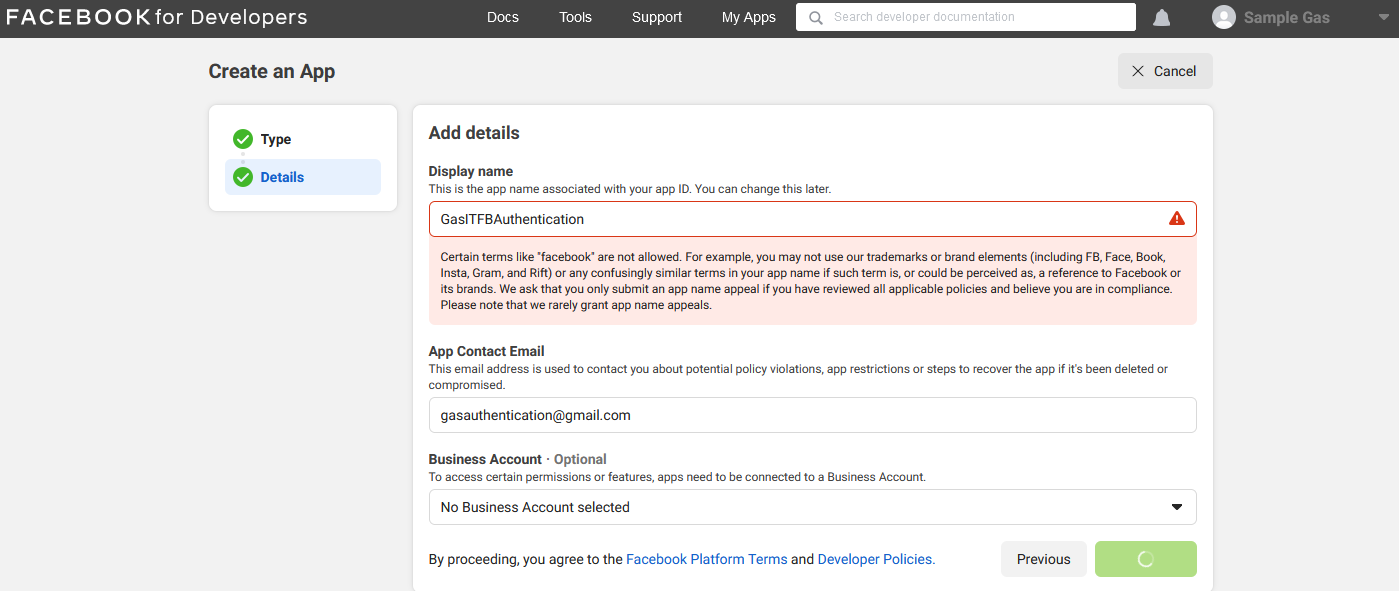 FACEBOOK for Developers
Docs
Tools
Support
My Apps
Search developer documentation
Sample Gas
Create an App
Cancel
Type
Details
Add details
Display name
This is the app name associated with your app ID. You can change this later.
GasITFBAuthentication
Certain terms like "facebook" are not allowed. For example, you may not use our trademarks or brand elements (including FB, Face, Book,
Insta, Gram, and Rift) or any confusingly similar terms in your app name if such term is, or could be perceived as, a reference to Facebook or
its brands. We ask that you only submit an app name appeal if you have reviewed all applicable policies and believe you are in compliance.
Please note that we rarely grant app name appeals.
App Contact Email
This email address is used to contact you about potential policy violations, app restrictions or steps to recover the app if it's been deleted or
compromised.
gasauthentication@gmail.com
Business Account · Optional
To access certain permissions or features, apps need to be connected to a Business Account.
No Business Account selected
By proceeding, you agree to the Facebook Platform Terms and Developer Policies.
Previous